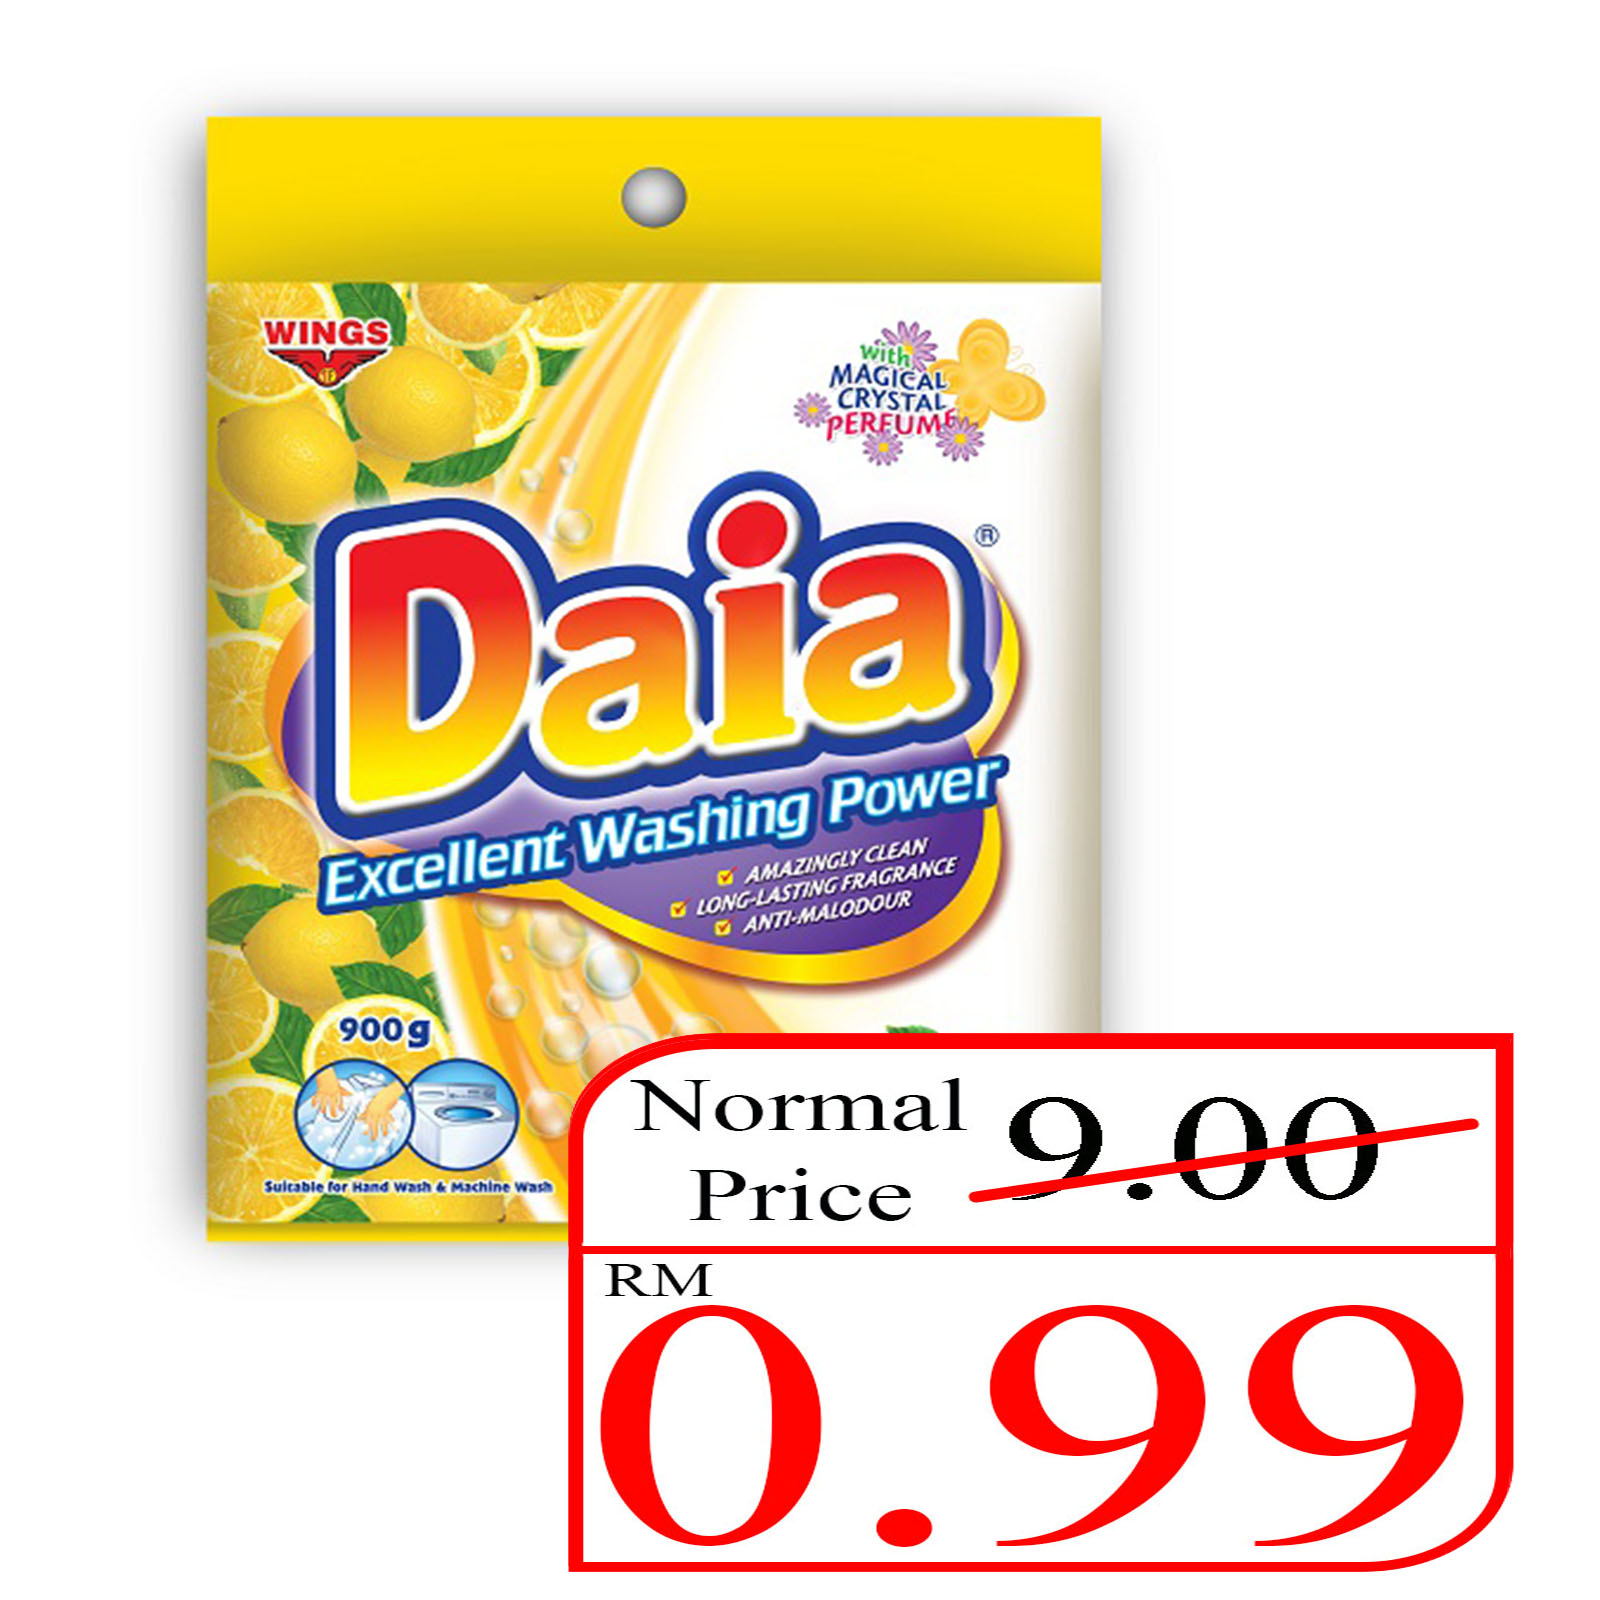 WINGS
with
MAGICAL
CRYSTAL
PERFUME
Daia®
Excellent Washing Power
AMAZINGLY CLEAN
LONG-LASTING FRAGRANCE
ANTI-MALODOUR
900g
Suitable for Hand Wash & Machine Wash
Normal
Price
9.00
RM
0.99